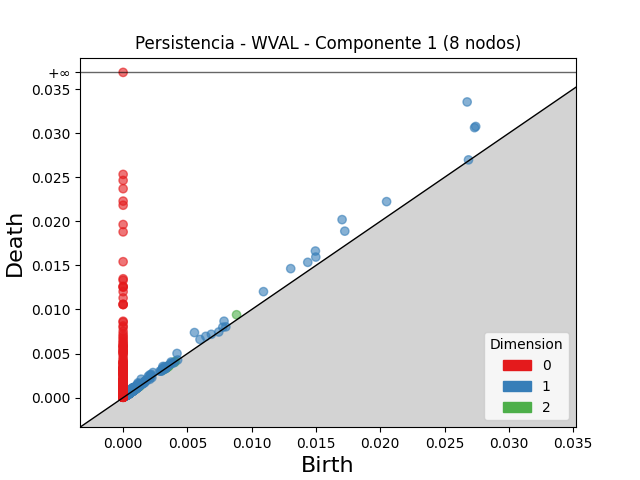 Persistencia - WVAL - Componente 1 (8 nodos)
+∞
0.035
0.030
0.025
0.020
0.015
0.010
0.005
0.000
Death
Dimension
0
1
2
0.000 0.005 0.010 0.015 0.020 0.025 0.030 0.035
Birth